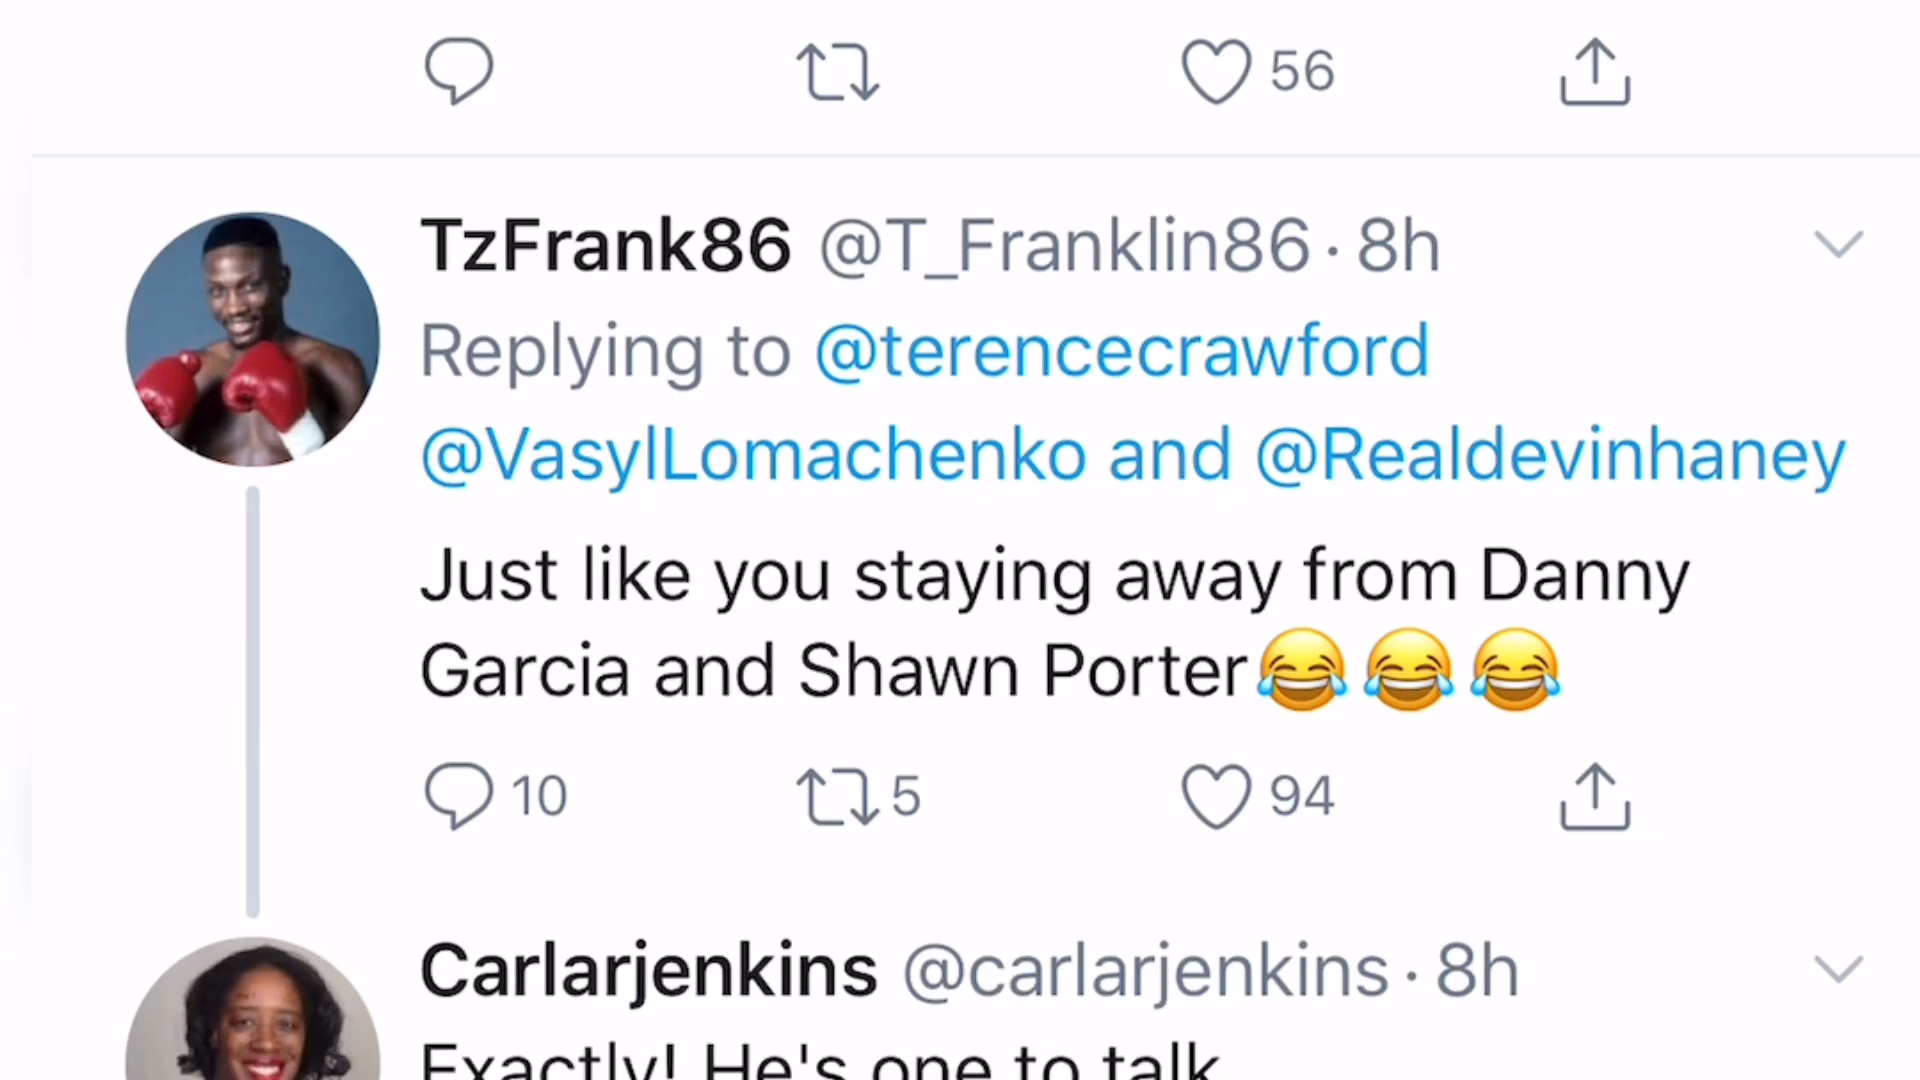 56
TzFrank86 @T_Franklin86 · 8h
Replying to @terencecrawford
@VasylLomachenko and @Realdevinhaney
Just like you staying away from Danny
Garcia and Shawn Porter😂😂😂
10 5 94
Carlarjenkins @carlarjenkins · 8h
Exactly! He's one to talk